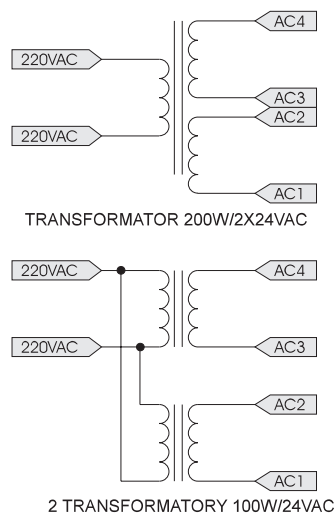 AC4
220VAC
AC3
AC2
220VAC
AC1
TRANSFORMATOR 200W/2X24VAC
220VAC
AC4
220VAC
AC3
AC2
AC1
2 TRANSFORMATORY 100W/24VAC